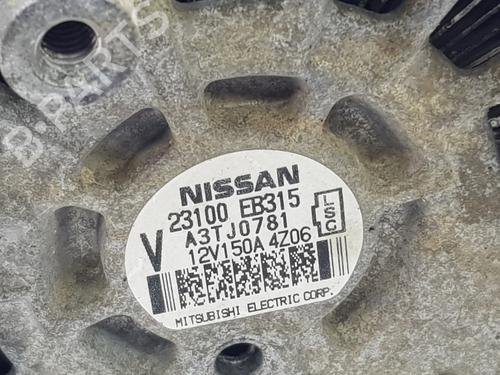 B-PARTS
NISSAN
23100 EB315
V
A3TJ0781
LSC
12V150A 4Z06
MITSUBISHI ELECTRIC CORP.